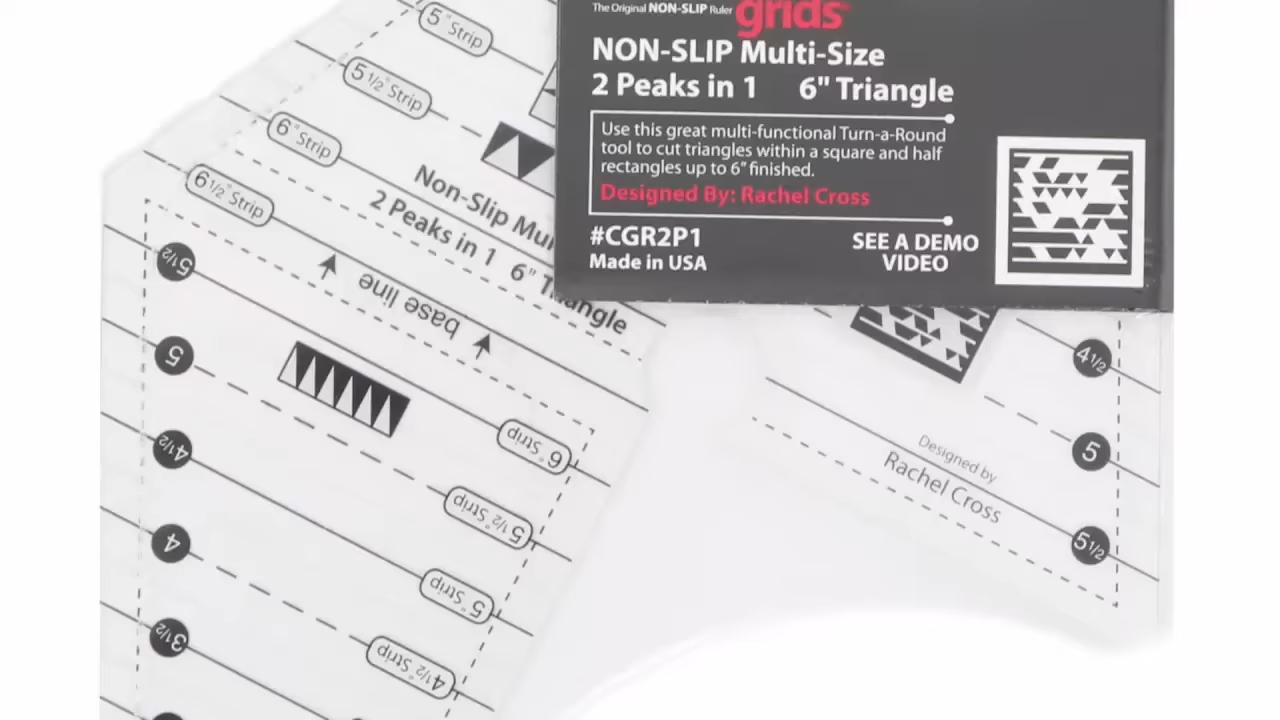 The Original NON-SLIP Ruler grids
NON-SLIP Multi-Size
2 Peaks in 1 6" Triangle
Use this great multi-functional Turn-a-Round
tool to cut triangles within a square and half
rectangles up to 6" finished.
Designed By: Rachel Cross
#CGR2P1
Made in USA
SEE A DEMO
VIDEO
5" Strip
5 1/2" Strip
6" Strip
6 1/2" Strip
Non-Slip Mul
2 Peaks in 1 6" Triangle
base line
5 1/2
5
4 1/2
4
3 1/2
6" Strip
5 1/2" Strip
5" Strip
4 1/2" Strip
4 1/2
5
5 1/2
Designed by
Rachel Cross